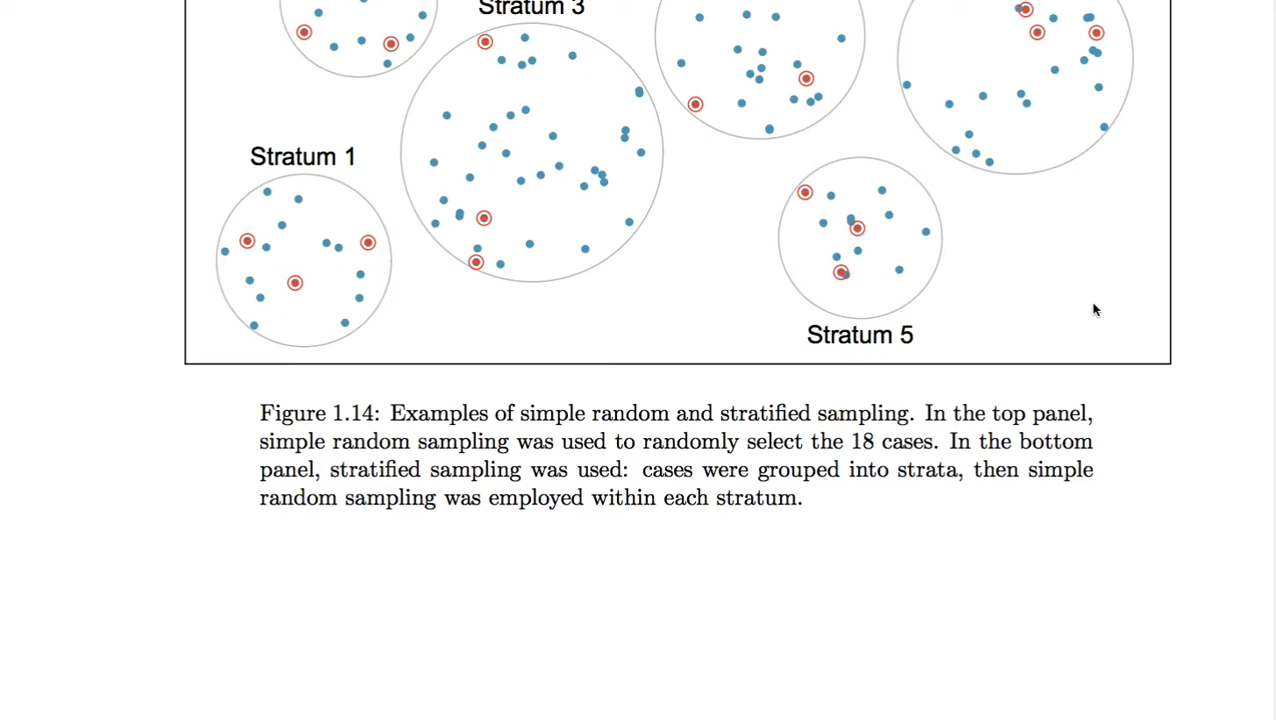 Stratum 3
Stratum 1
Stratum 5
Figure 1.14: Examples of simple random and stratified sampling. In the top panel,
simple random sampling was used to randomly select the 18 cases. In the bottom
panel, stratified sampling was used: cases were grouped into strata, then simple
random sampling was employed within each stratum.